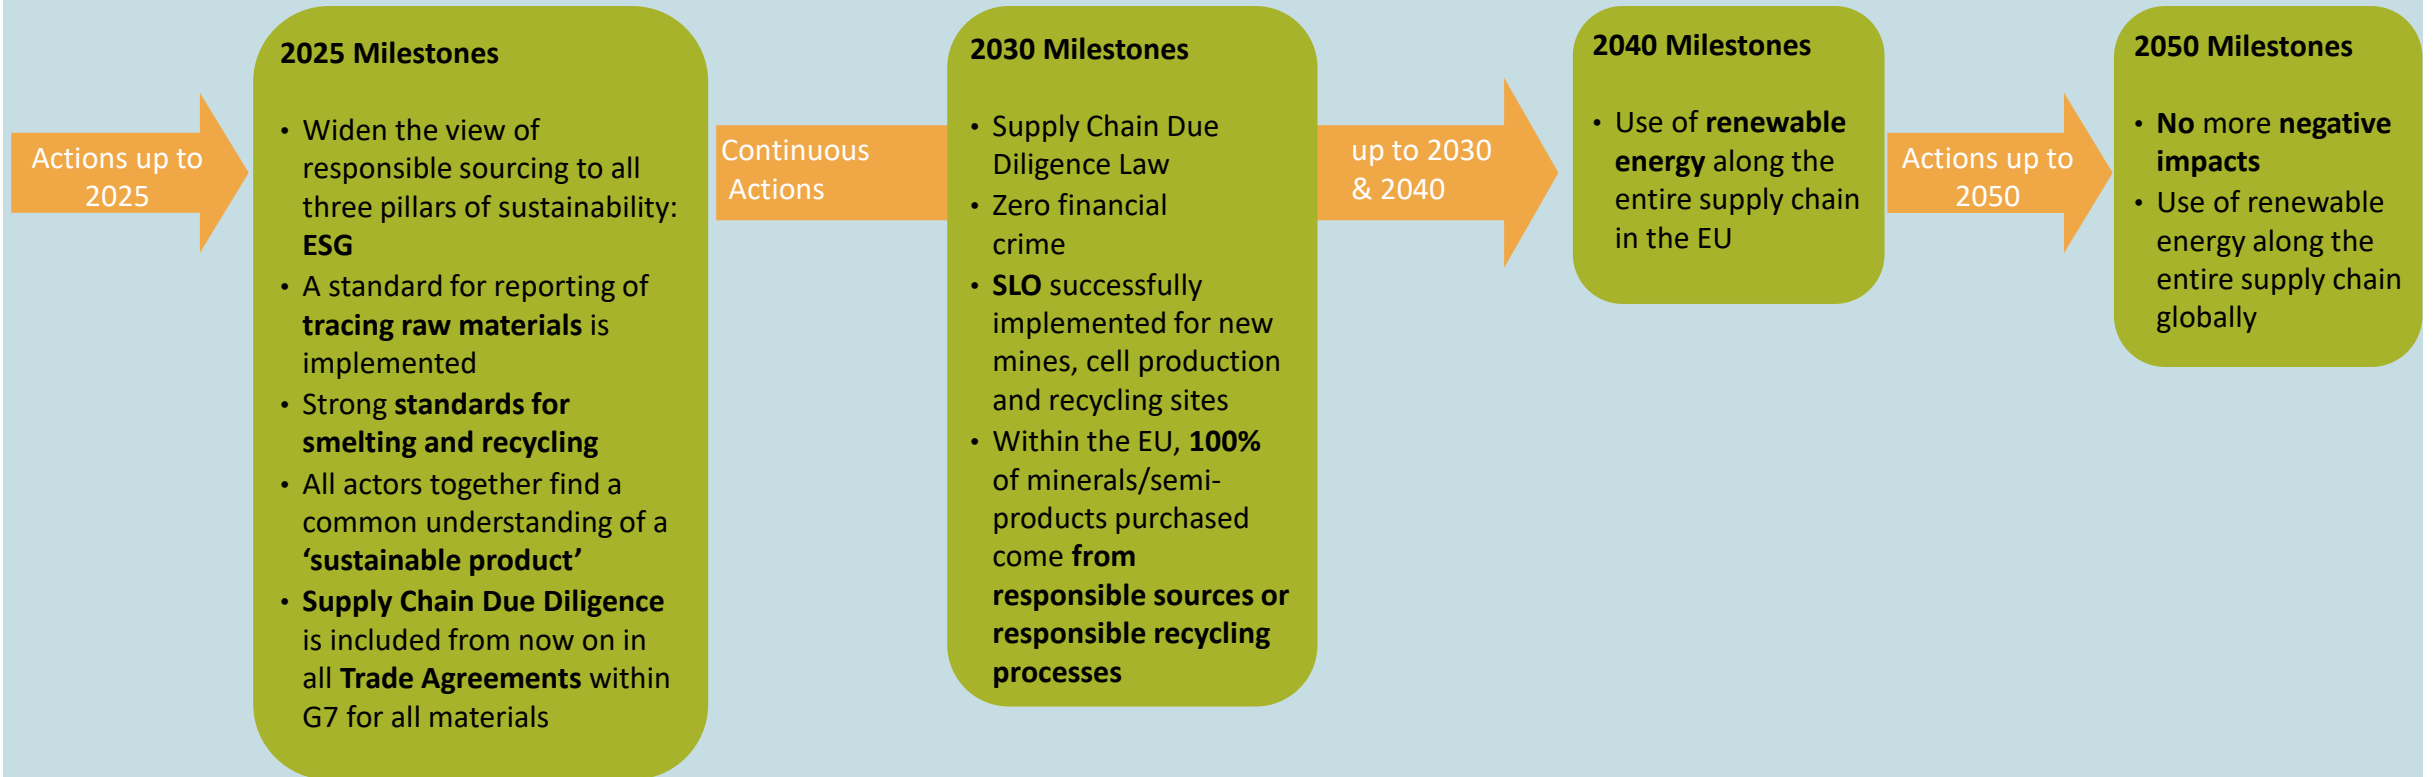 Actions up to
2025
2025 Milestones
• Widen the view of
responsible sourcing to all
three pillars of sustainability:
ESG
• A standard for reporting of
tracing raw materials is
implemented
• Strong standards for
smelting and recycling
• All actors together find a
common understanding of a
‘sustainable product’
• Supply Chain Due Diligence
is included from now on in
all Trade Agreements within
G7 for all materials
Continuous
Actions
2030 Milestones
• Supply Chain Due
Diligence Law
• Zero financial
crime
• SLO successfully
implemented for new
mines, cell production
and recycling sites
• Within the EU, 100%
of minerals/semi-
products purchased
come from
responsible sources or
responsible recycling
processes
up to 2030
& 2040
2040 Milestones
• Use of renewable
energy along the
entire supply chain
in the EU
Actions up to
2050
2050 Milestones
• No more negative
impacts
• Use of renewable
energy along the
entire supply chain
globally